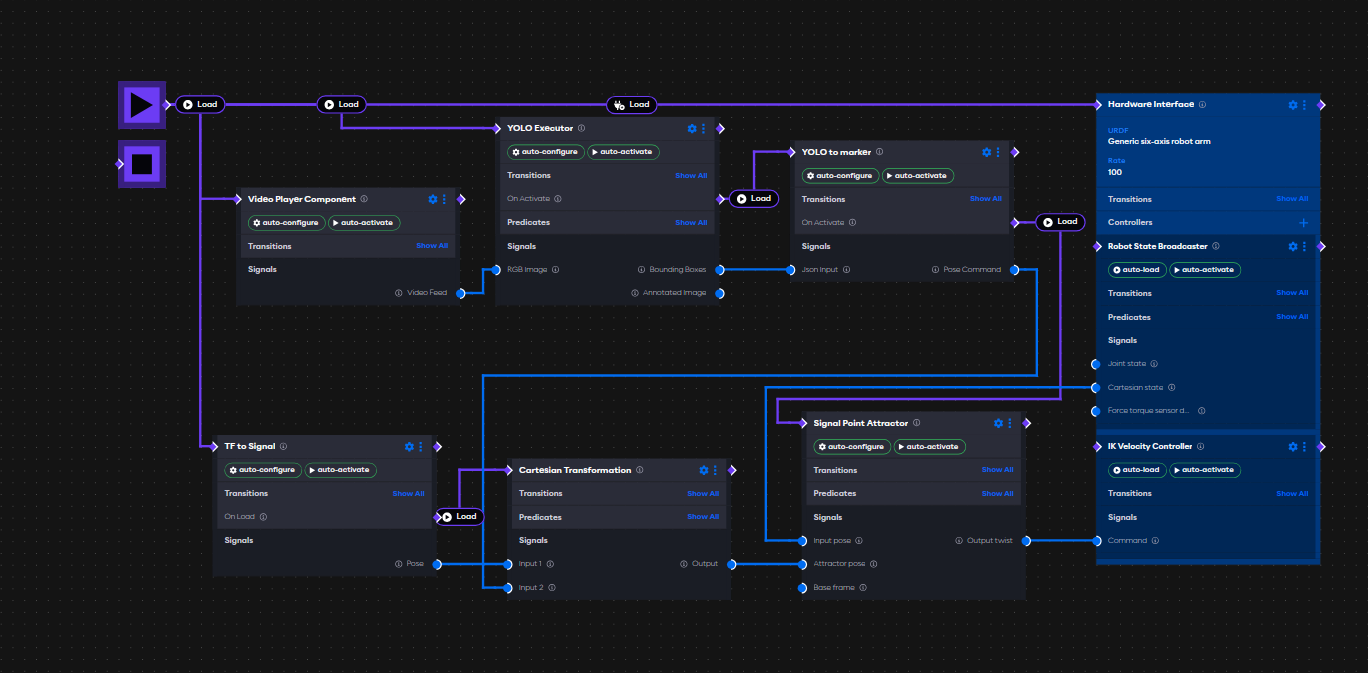 Load
Load
Load
Hardware Interface
URDF
Generic six-axis robot arm
Rate
100
Transitions
Show All
Controllers
Robot State Broadcaster
auto-load
auto-activate
Transitions
Show All
Predicates
Show All
Signals
Joint state
Cartesian state
Force torque sensor d...
IK Velocity Controller
auto-load
auto-activate
Transitions
Show All
Signals
Command
YOLO Executor
auto-configure
auto-activate
Transitions
Show All
On Activate
Load
Predicates
Show All
Signals
RGB Image
Bounding Boxes
Annotated Image
YOLO to marker
auto-configure
auto-activate
Transitions
Show All
On Activate
Load
Signals
Json Input
Pose Command
Video Player Component
auto-configure
auto-activate
Transitions
Show All
Signals
Video Feed
TF to Signal
auto-configure
auto-activate
Transitions
Show All
On Load
Load
Signals
Pose
Cartesian Transformation
Transitions
Show All
Predicates
Show All
Signals
Input 1
Output
Input 2
Signal Point Attractor
auto-configure
auto-activate
Transitions
Show All
Predicates
Show All
Signals
Input pose
Output twist
Attractor pose
Base frame